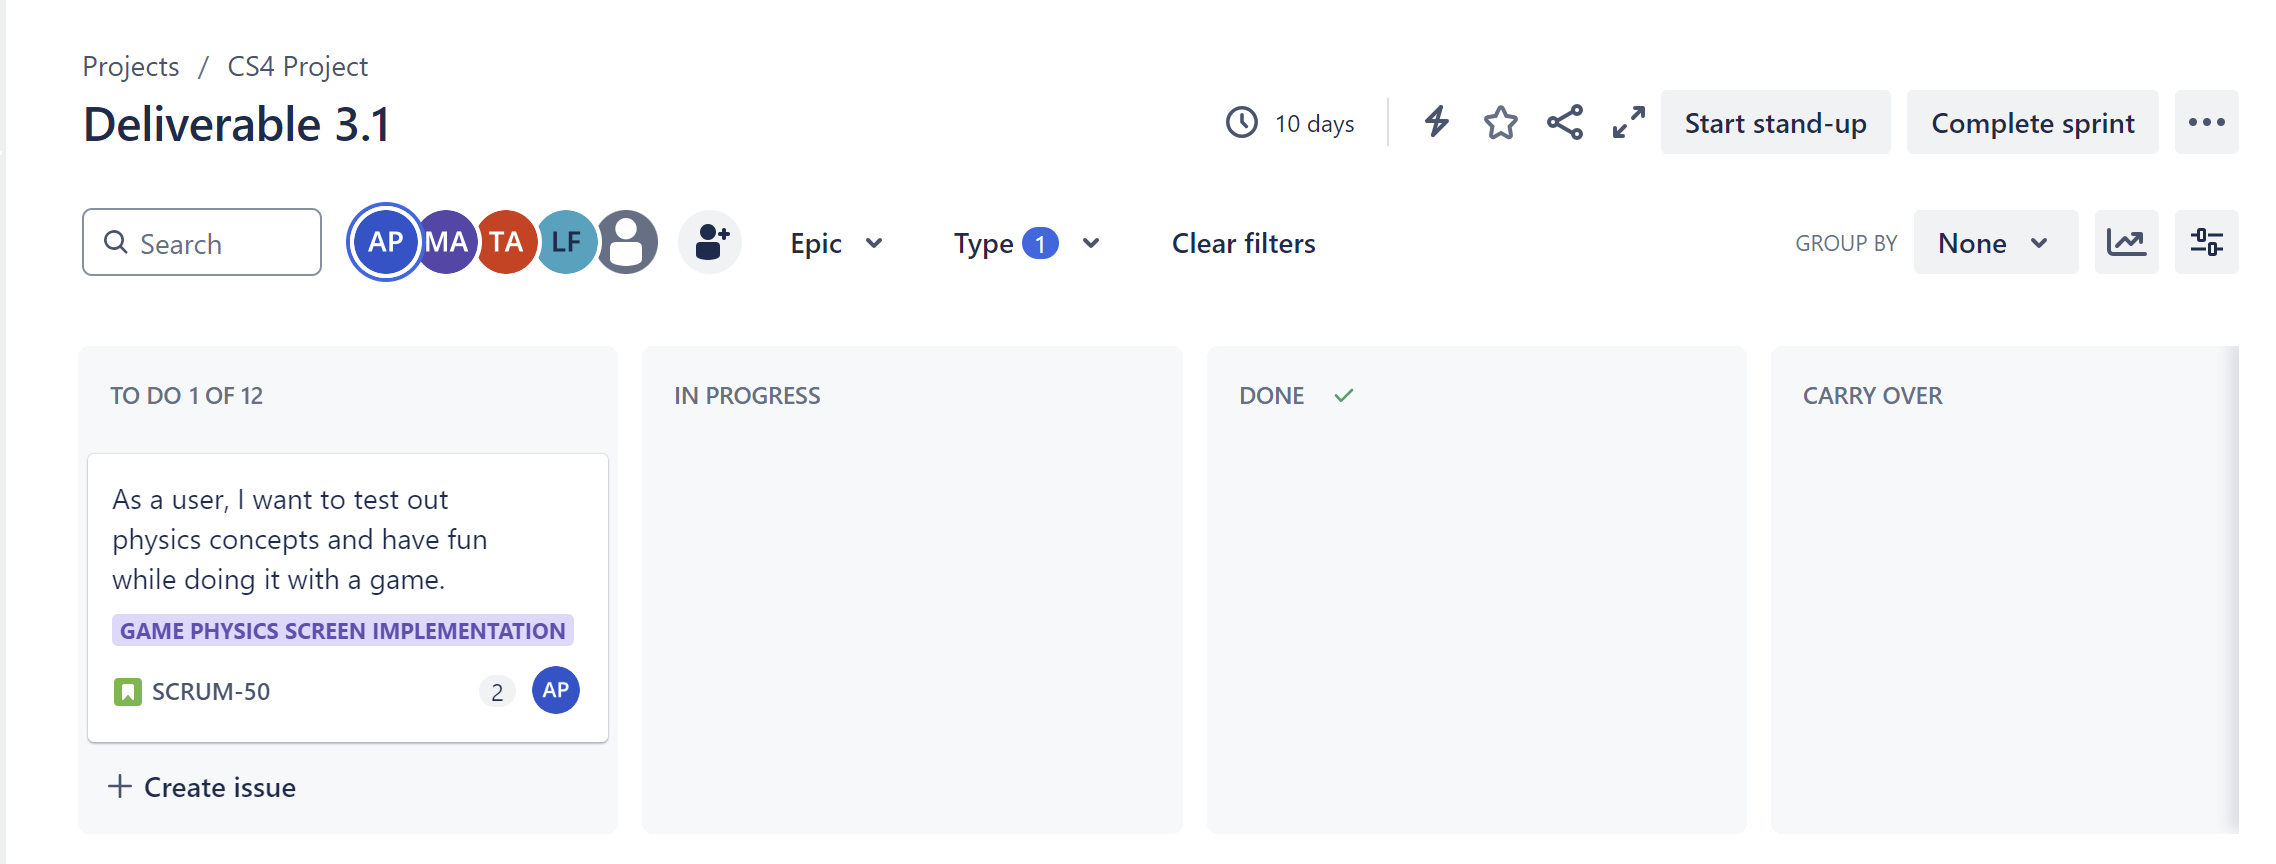 Projects / CS4 Project
Deliverable 3.1
10 days
Start stand-up
Complete sprint
Search
AP
MA
TA
LF
Epic
Type 1
Clear filters
GROUP BY
None
TO DO 1 OF 12
IN PROGRESS
DONE
CARRY OVER
As a user, I want to test out
physics concepts and have fun
while doing it with a game.
GAME PHYSICS SCREEN IMPLEMENTATION
SCRUM-50
2
AP
+ Create issue